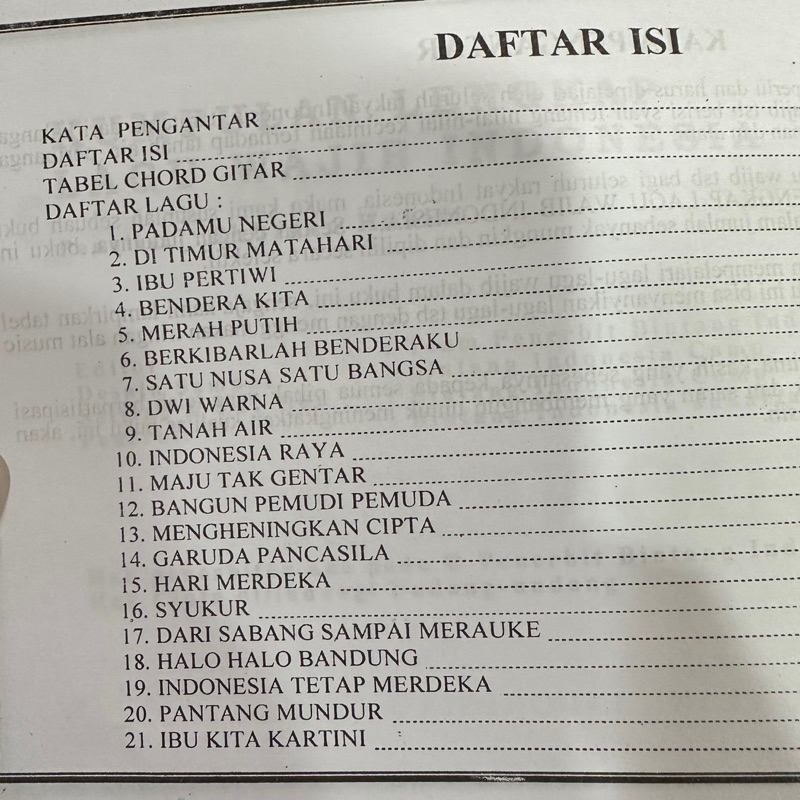 DAFTAR ISI
KATA PENGANTAR
DAFTAR ISI
TABEL CHORD GITAR
DAFTAR LAGU :
1. PADAMU NEGERI
2. DI TIMUR MATAHARI
3. IBU PERTIWI
4. BENDERA KITA
5. MERAH PUTIH
6. BERKIBARLAH BENDERAKU
7. SATU NUSA SATU BANGSA
8. DWI WARNA
9. TANAH AIR
10. INDONESIA RAYA
11. MAJU TAK GENTAR
12. BANGUN PEMUDI PEMUDA
13. MENGHENINGKAN CIPTA
14. GARUDA PANCASILA
15. HARI MERDEKA
16. SYUKUR
17. DARI SABANG SAMPAI MERAUKE
18. HALO HALO BANDUNG
19. INDONESIA TETAP MERDEKA
20. PANTANG MUNDUR
21. IBU KITA KARTINI